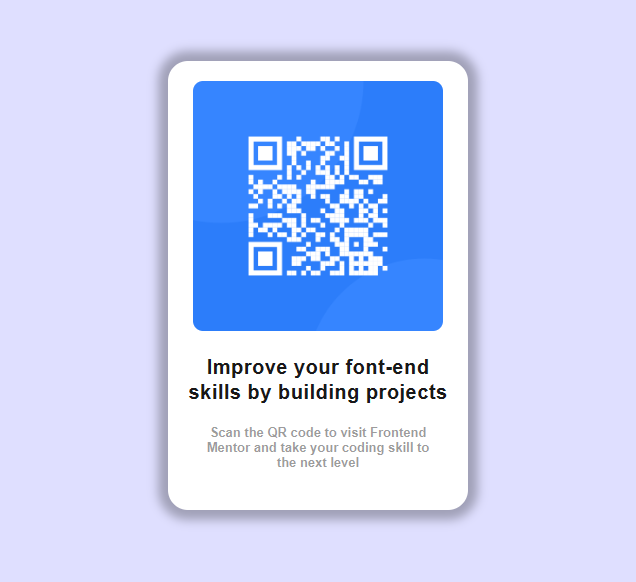 Improve your font-end
skills by building projects
Scan the QR code to visit Frontend
Mentor and take your coding skill to
the next level